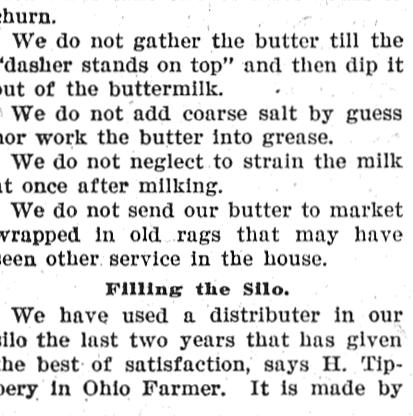 churn.
We do not gather the butter till the
"dasher stands on top" and then dip it
out of the buttermilk.
We do not add coarse salt by guess
nor work the butter into grease.
We do not neglect to strain the milk
at once after milking.
We do not send our butter to market
wrapped in old rags that may have
seen other service in the house.
Filling the Silo.
We have used a distributer in our
silo the last two years that has given
the best of satisfaction, says H. Tip-
pery in Ohio Farmer. It is made by